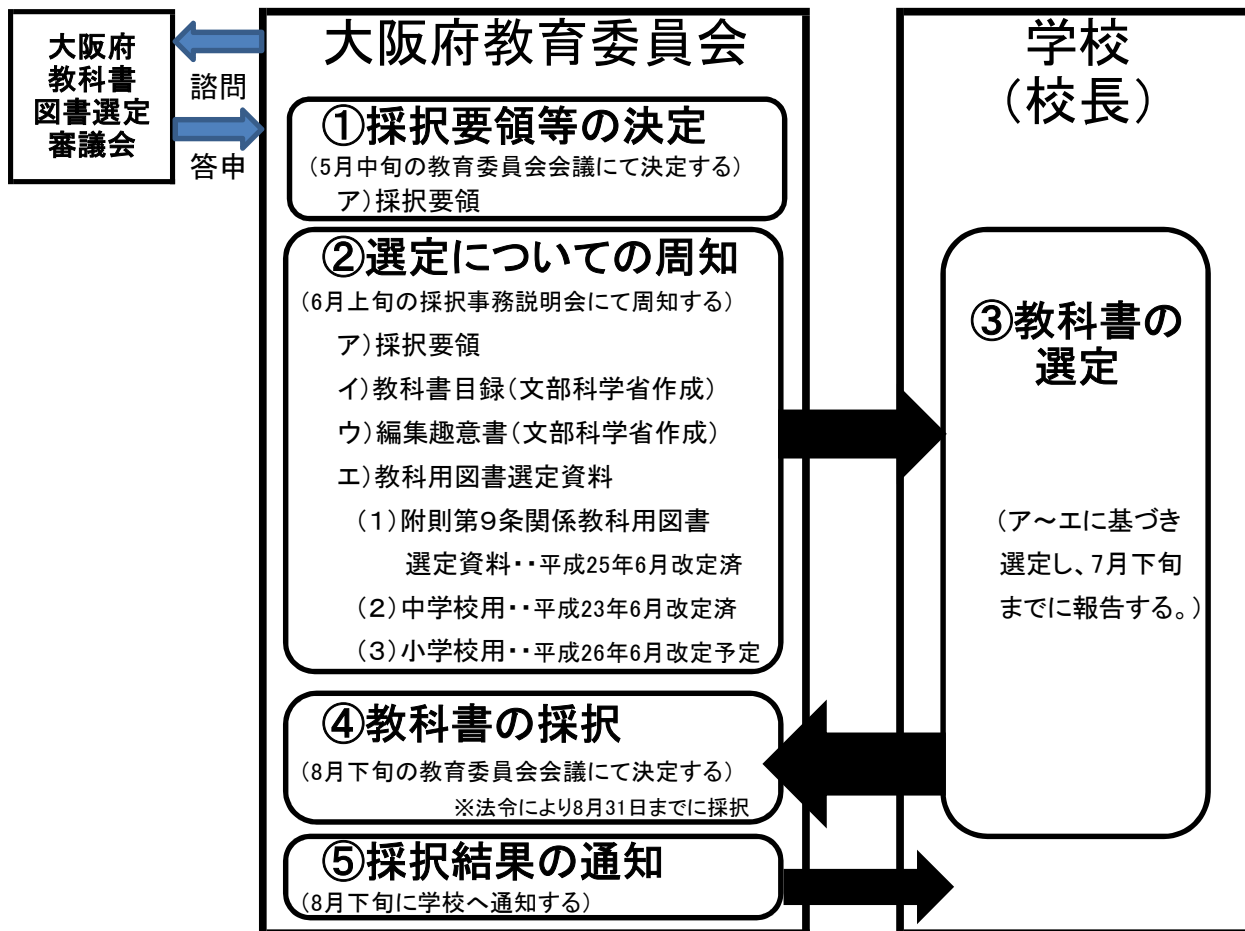 大阪府
教科書
図書選定
審議会
諮問
答申
大阪府教育委員会
①採択要領等の決定
(5月中旬の教育委員会会議にて決定する)
ア)採択要領
②選定についての周知
(6月上旬の採択事務説明会にて周知する)
ア)採択要領
イ)教科書目録(文部科学省作成)
ウ)編集趣意書(文部科学省作成)
エ)教科用図書選定資料
(1)附則第9条関係教科用図書
選定資料・・平成25年6月改定済
(2)中学校用・・平成23年6月改定済
(3)小学校用・・平成26年6月改定予定
④教科書の採択
(8月下旬の教育委員会会議にて決定する)
※法令により8月31日までに採択
⑤採択結果の通知
(8月下旬に学校へ通知する)
学校
(校長)
③教科書の
選定
(ア～エに基づき
選定し、7月下旬
までに報告する。)